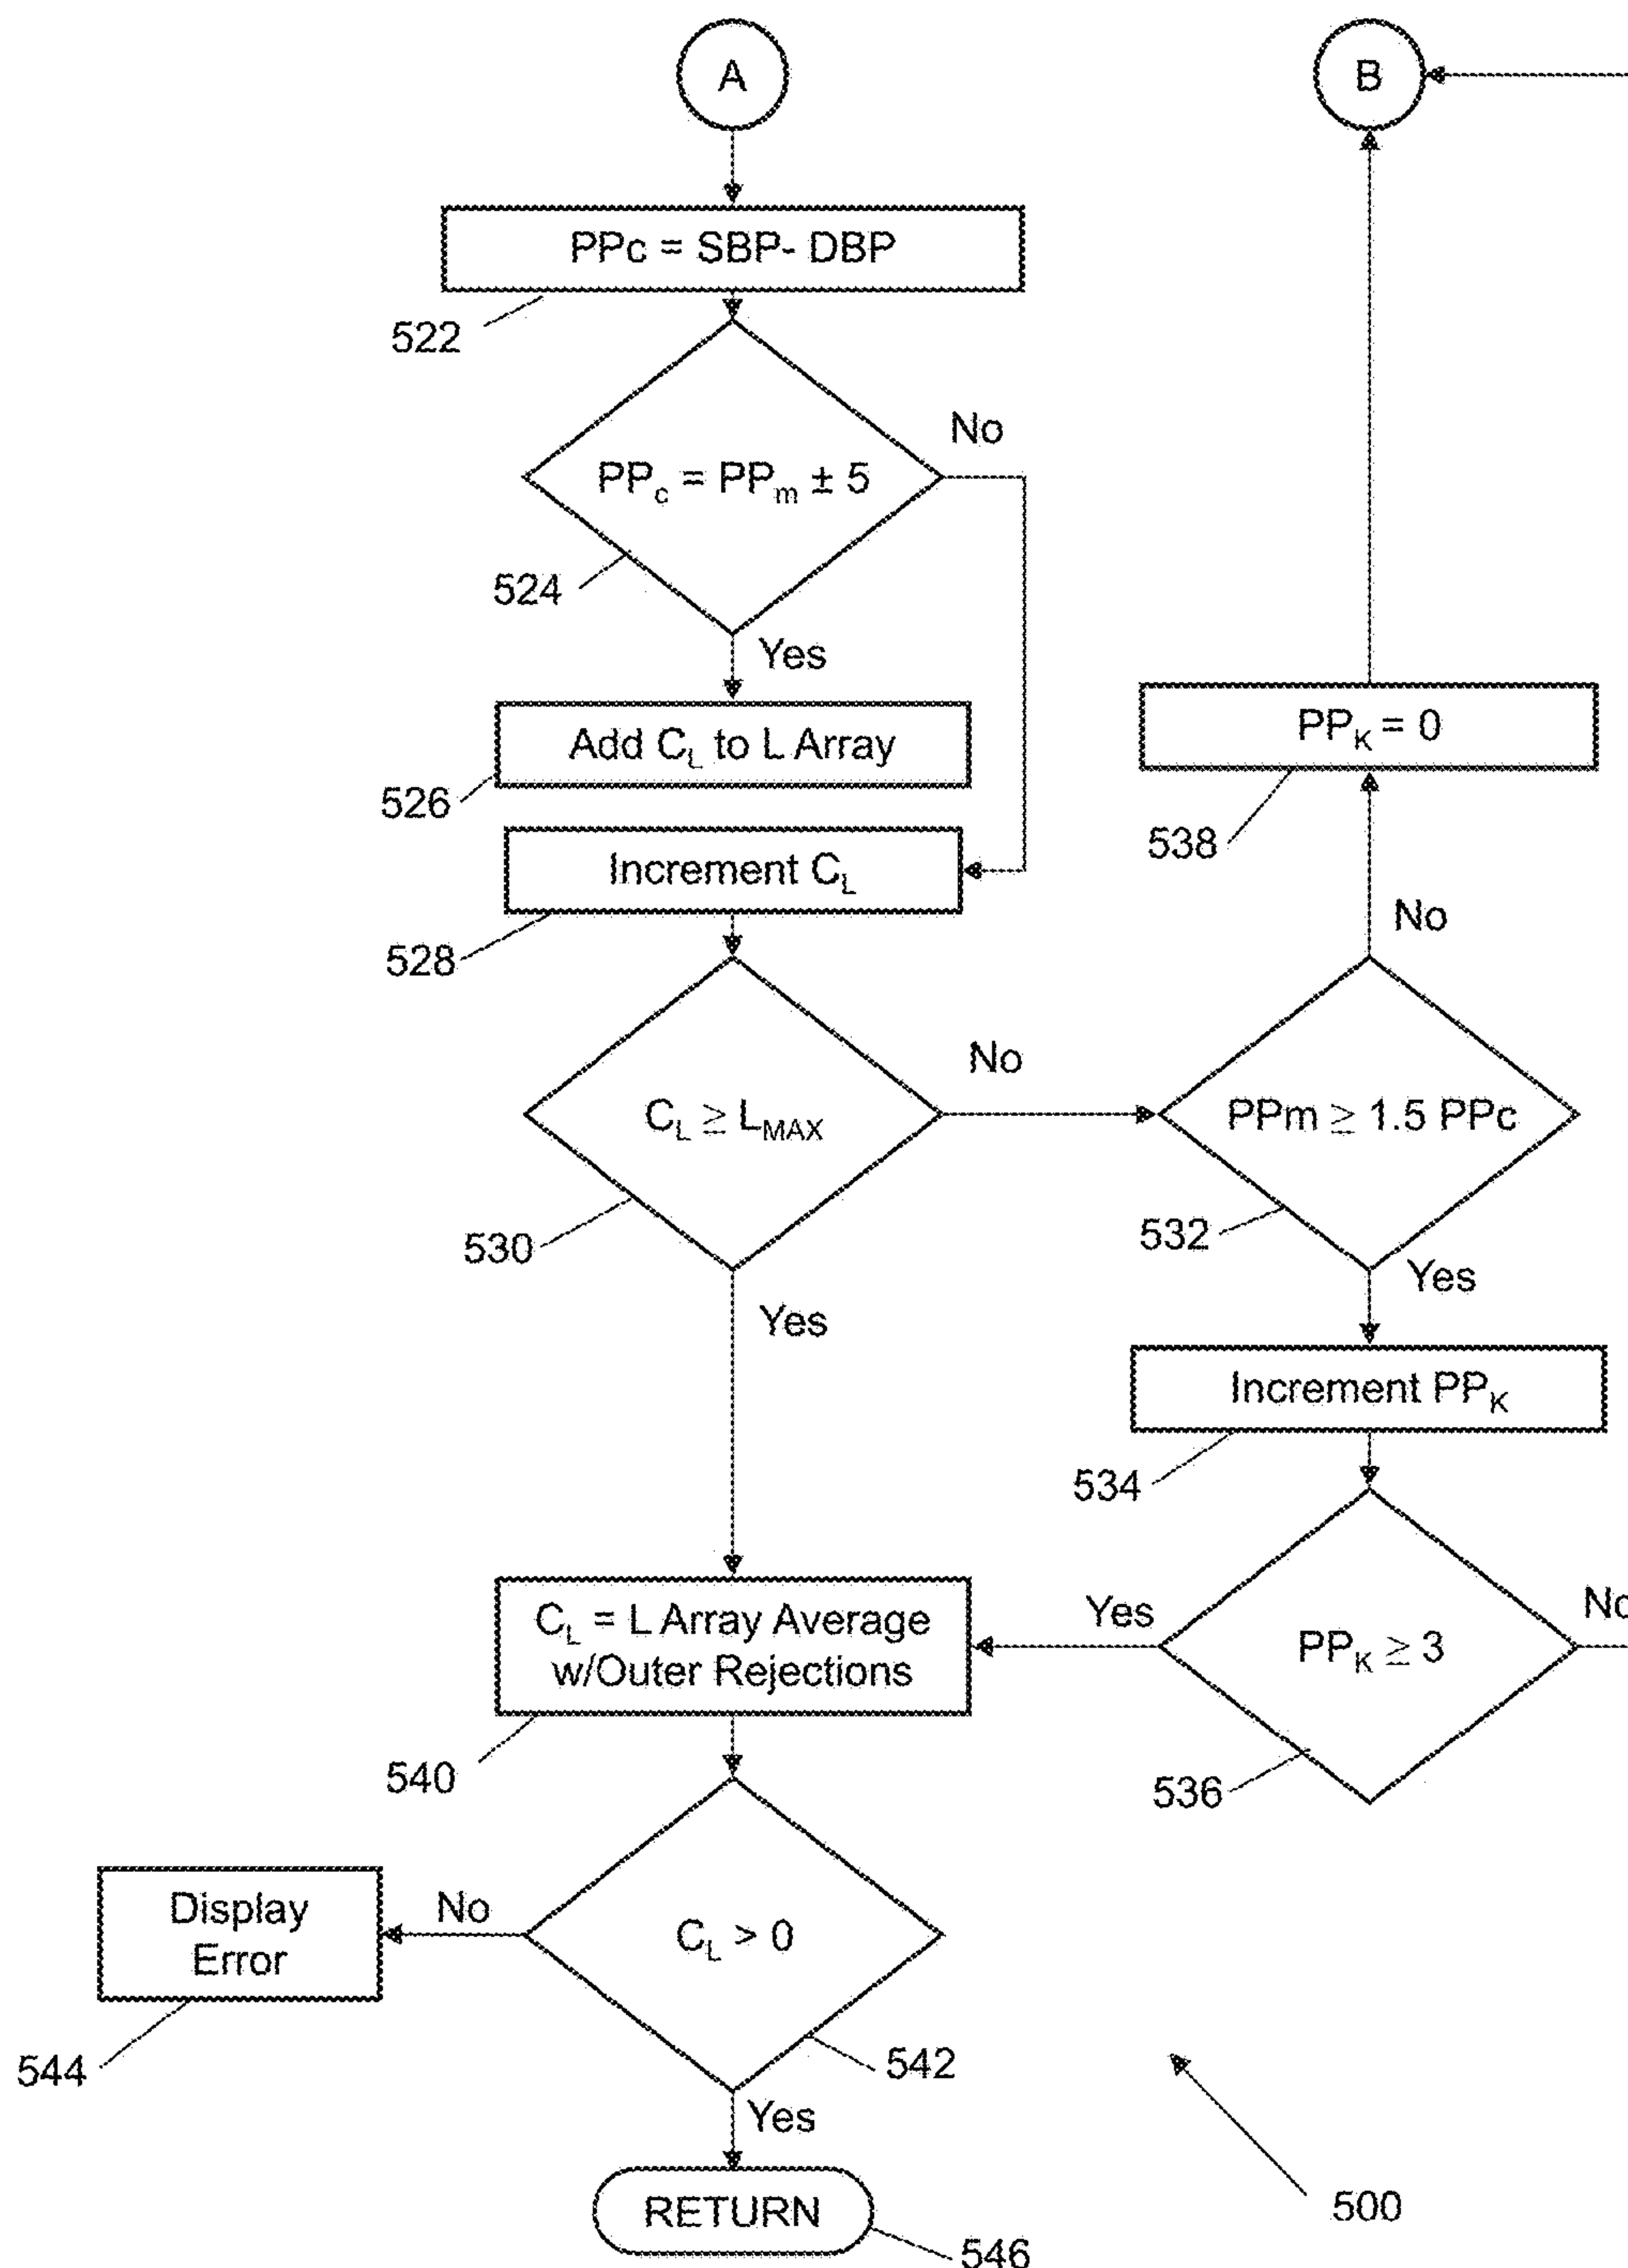 A
B
PPc = SBP- DBP
522
No
PPc = PPm ± 5
524
Yes
Add CL to L Array
526
PPK = 0
538
Increment CL
528
No
No
CL ≥ LMAX
PPm ≥ 1.5 PPc
530
532
Yes
Yes
Increment PPK
534
CL = L Array Average
w/Outer Rejections
Yes
PPK ≥ 3
No
540
536
Display
Error
No
CL > 0
544
542
Yes
RETURN
546
500